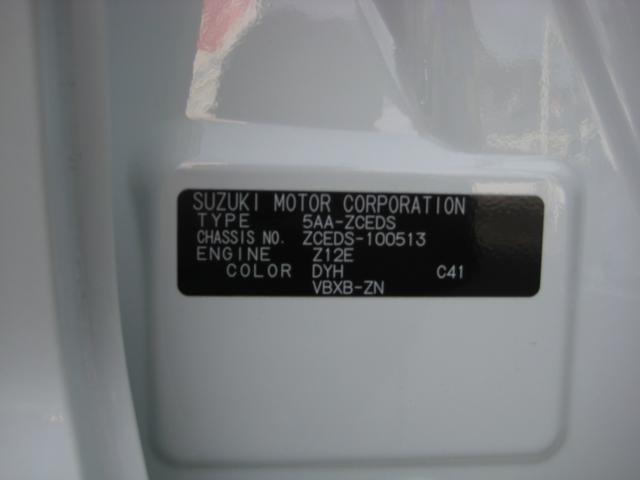 SUZUKI MOTOR CORPORATION
TYPE 5AA-ZCEDS
CHASSIS NO. ZCEDS-100513
ENGINE Z12E
COLOR DYH C41
VBXB-ZN